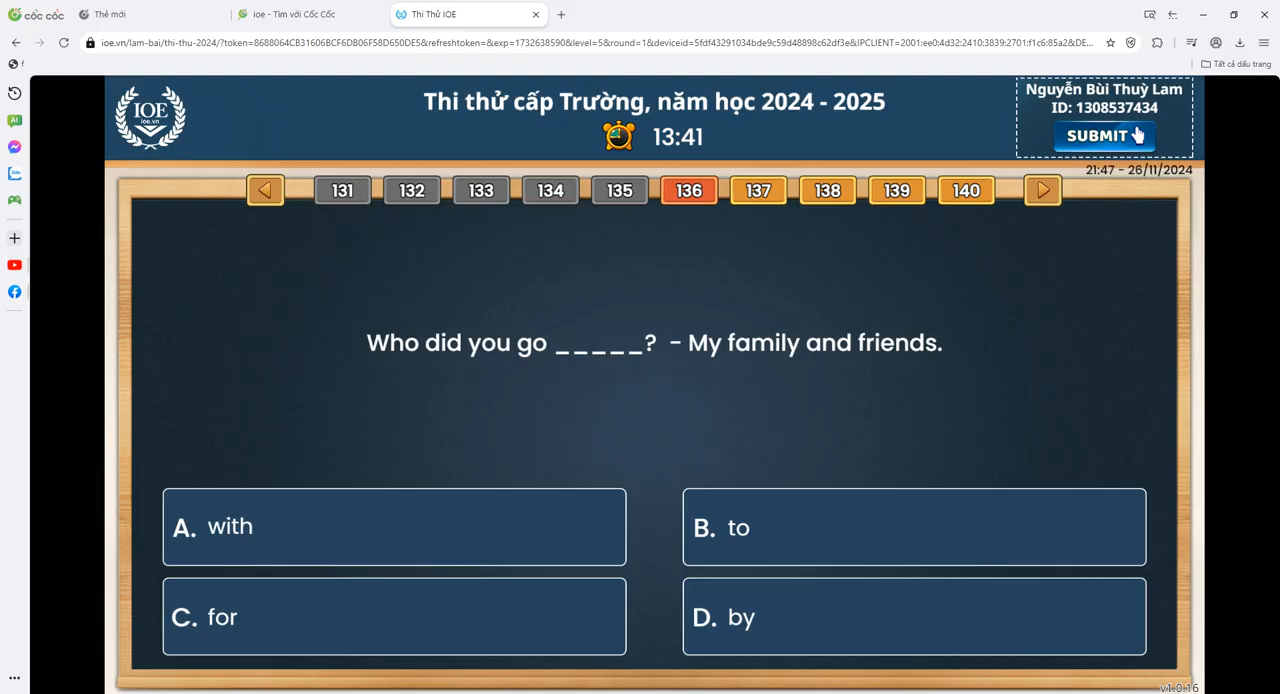 cốc cốc Thẻ mới ioe - Tìm với Cốc Cốc Thi Thử IOE
ioe.vn/lam-bai/thi-thu-2024/?token=8688064CB31606BCF6DB06F58D650DE5&refreshtoken=&exp=1732638590&level=5&round=1&deviceid=5fdf43291034bde9c59d48898c62df3e&IPCLIENT=2001:ee0:4d32:2410:3839:2701:f1c6:85a2&DE...
f Tất cả dấu trang
IOE
ioe.vn
Thi thử cấp Trường, năm học 2024 - 2025
13:41
Nguyễn Bùi Thuỳ Lam
ID: 1308537434
SUBMIT
21:47 - 26/11/2024
131 132 133 134 135 136 137 138 139 140
Who did you go _ _ _ _ _? - My family and friends.
A. with
B. to
C. for
D. by
v1.0.16
AI
Zalo